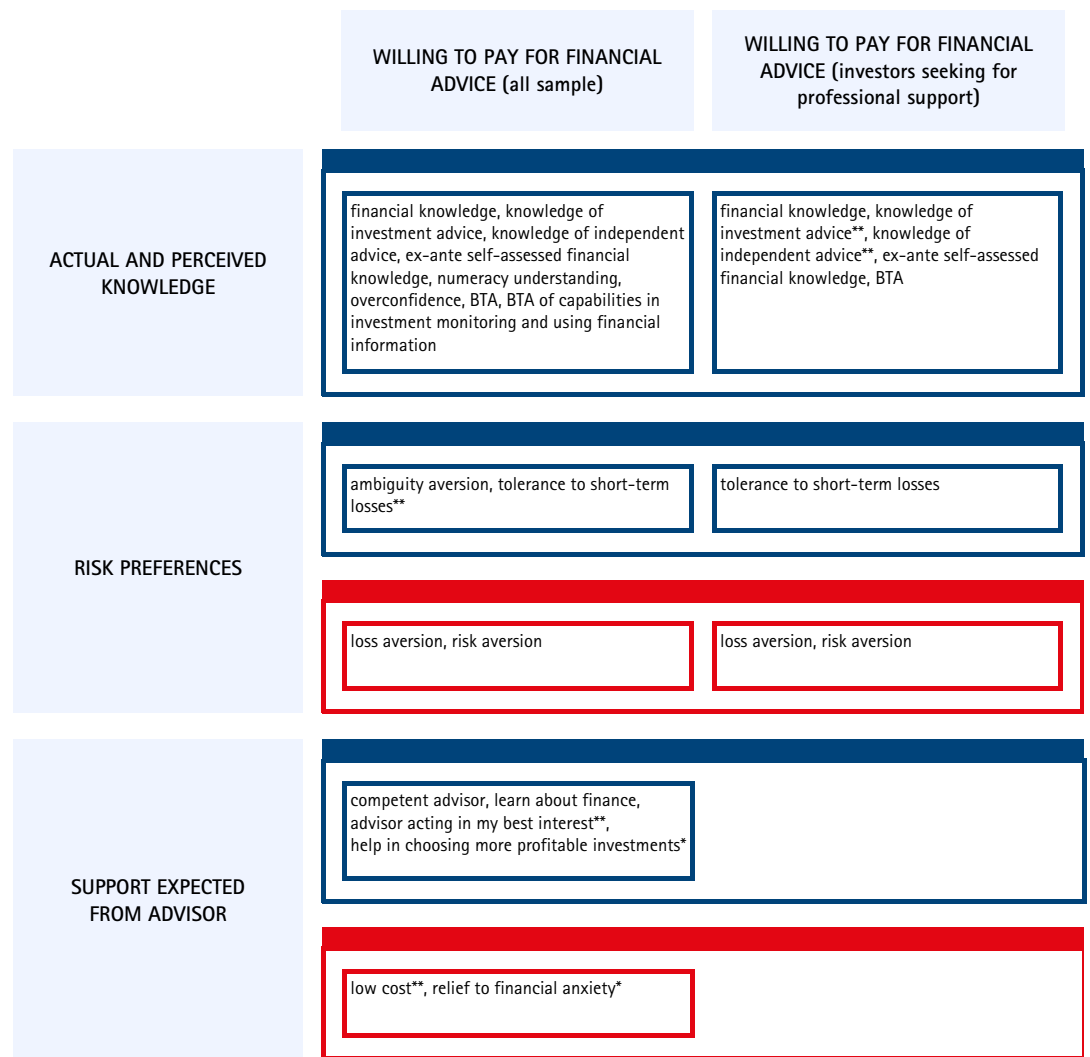 WILLING TO PAY FOR FINANCIAL
ADVICE (all sample)
WILLING TO PAY FOR FINANCIAL
ADVICE (investors seeking for
professional support)
ACTUAL AND PERCEIVED
KNOWLEDGE
financial knowledge, knowledge of
investment advice, knowledge of independent
advice, ex-ante self-assessed financial
knowledge, numeracy understanding,
overconfidence, BTA, BTA of capabilities in
investment monitoring and using financial
information
financial knowledge, knowledge of
investment advice**, knowledge of
independent advice**, ex-ante self-assessed
financial knowledge, BTA
RISK PREFERENCES
ambiguity aversion, tolerance to short-term
losses**
tolerance to short-term losses
loss aversion, risk aversion
loss aversion, risk aversion
SUPPORT EXPECTED
FROM ADVISOR
competent advisor, learn about finance,
advisor acting in my best interest**,
help in choosing more profitable investments*
low cost**, relief to financial anxiety*